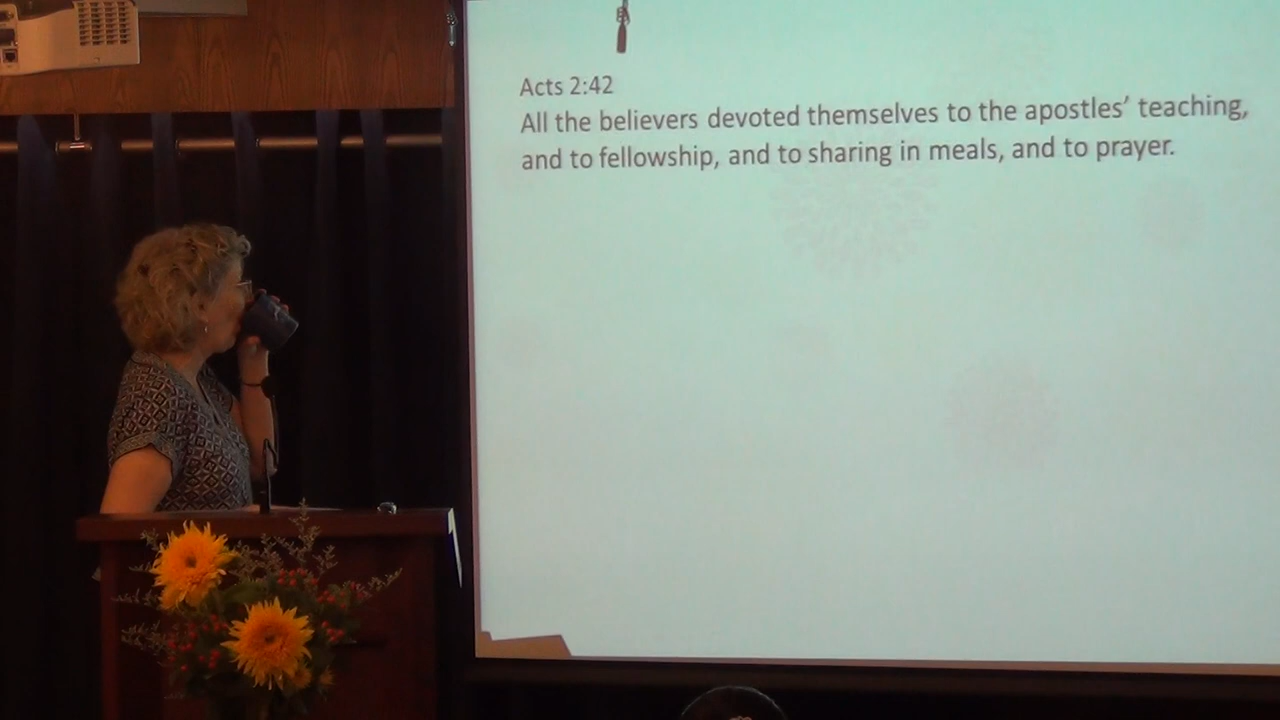 Acts 2:42
All the believers devoted themselves to the apostles’ teaching,
and to fellowship, and to sharing in meals, and to prayer.